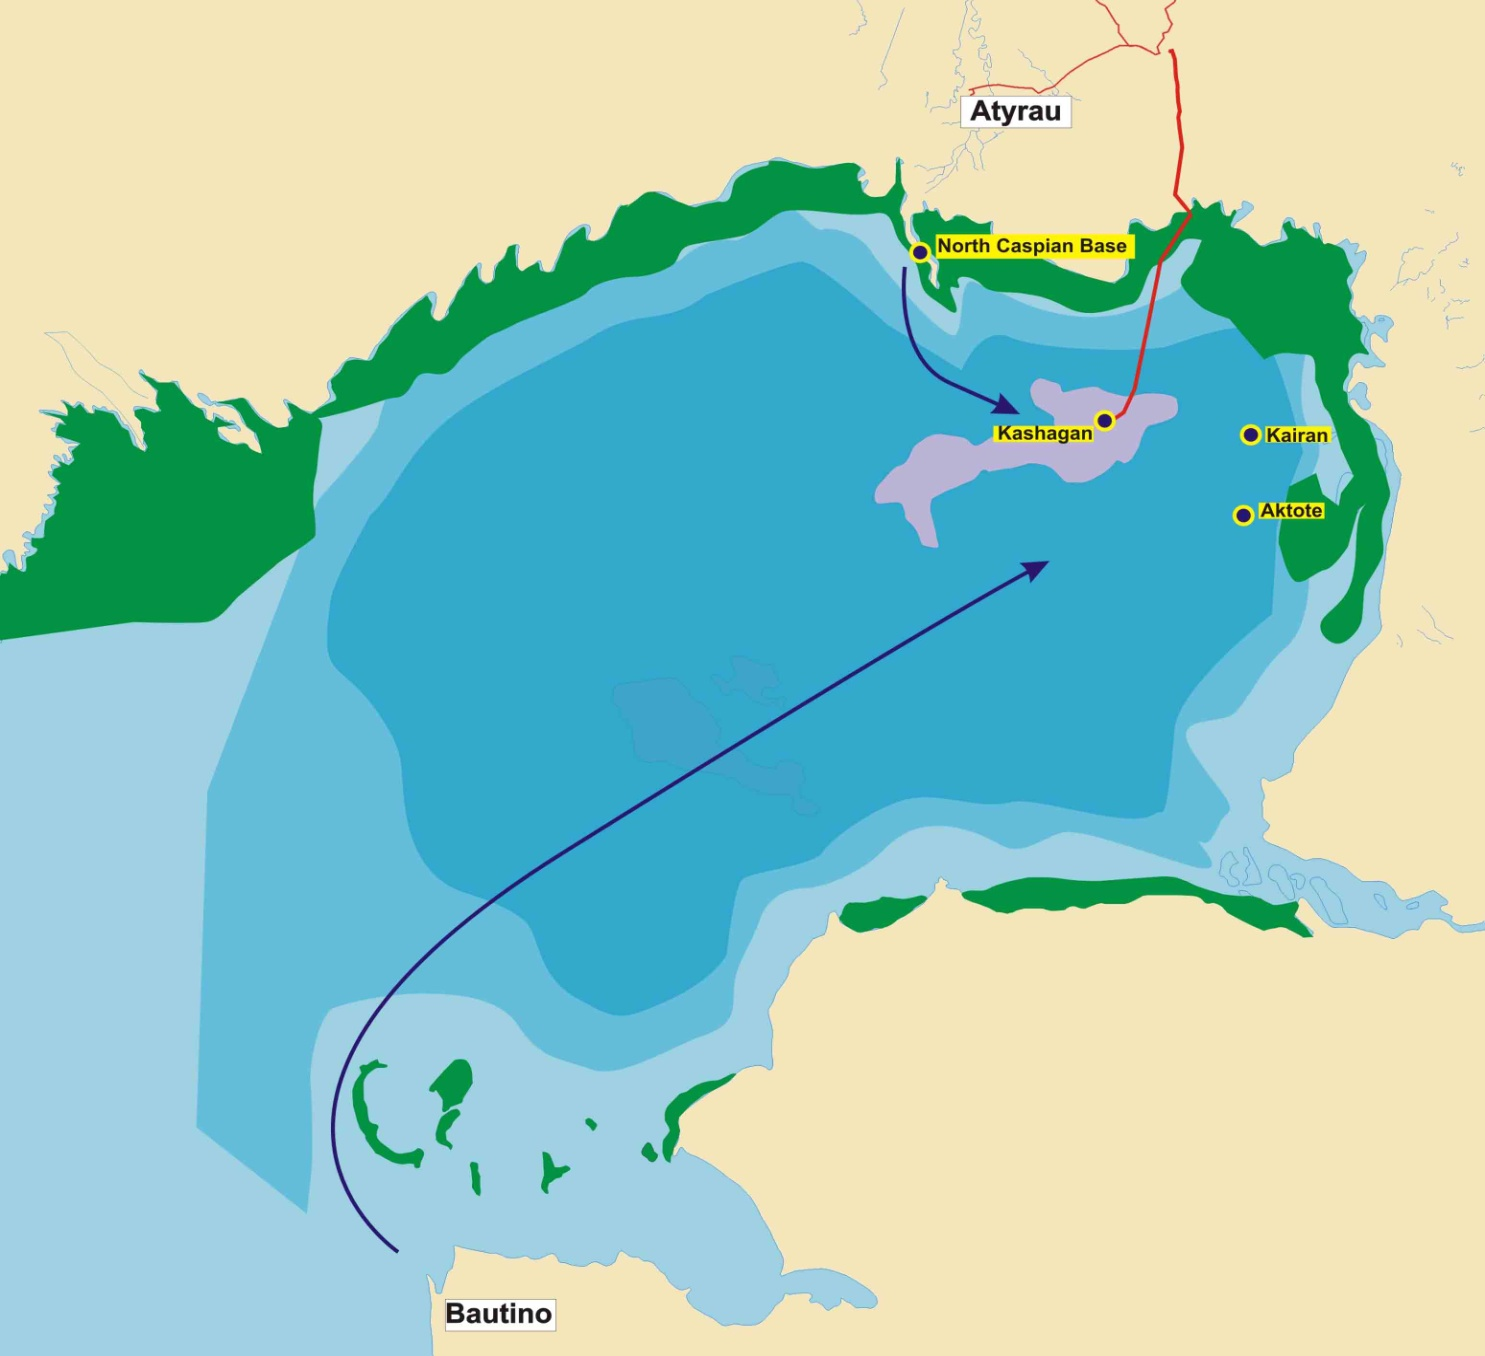 Atyrau
North Caspian Base
Kashagan
Kairan
Aktote
Bautino